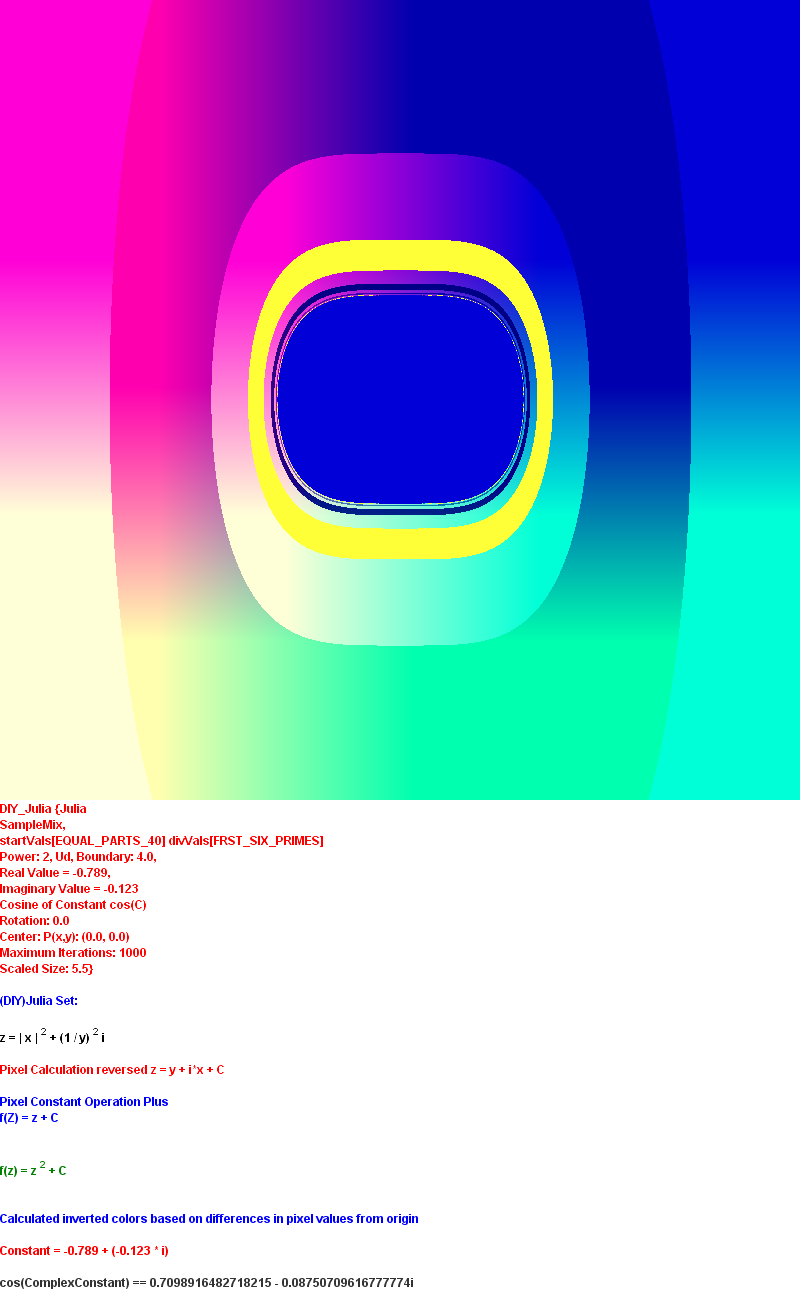 DIY_Julia {Julia
SampleMix,
startVals[EQUAL_PARTS_40] divVals[FRST_SIX_PRIMES]
Power: 2, Ud, Boundary: 4.0,
Real Value = -0.789,
Imaginary Value = -0.123
Cosine of Constant cos(C)
Rotation: 0.0
Center: P(x,y): (0.0, 0.0)
Maximum Iterations: 1000
Scaled Size: 5.5}
(DIY)Julia Set:
z = | x | 2 + (1 / y) 2 i
Pixel Calculation reversed z = y + i*x + C
Pixel Constant Operation Plus
f(Z) = z + C
f(z) = z 2 + C
Calculated inverted colors based on differences in pixel values from origin
Constant = -0.789 + (-0.123 * i)
cos(ComplexConstant) == 0.7098916482718215 - 0.08750709616777774i